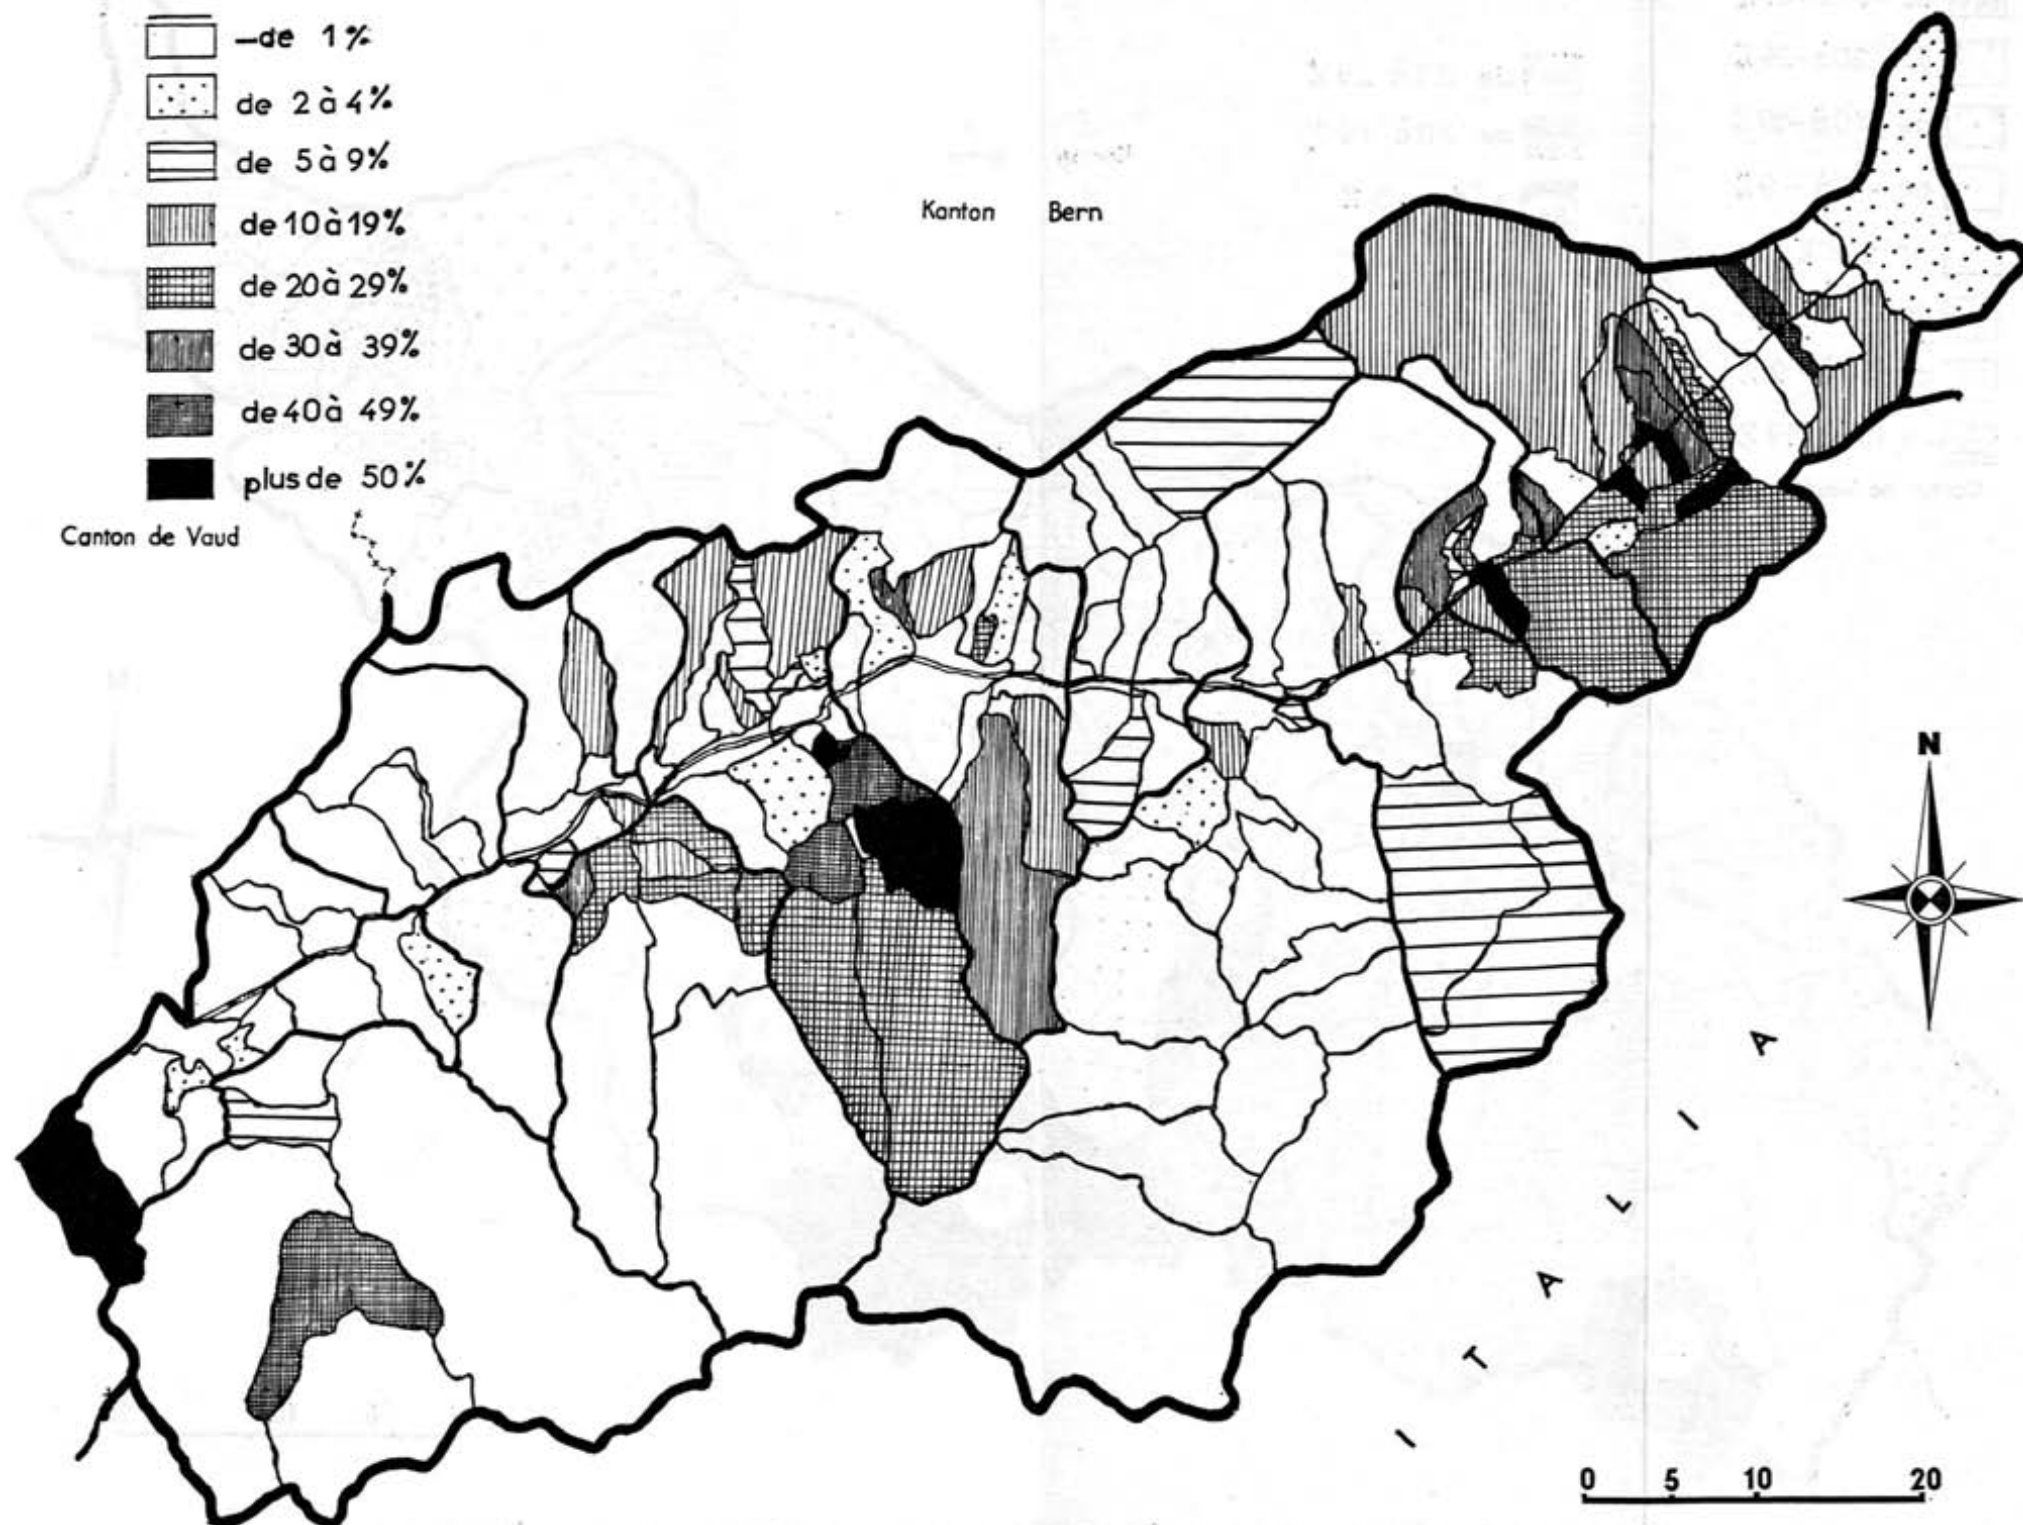 —de 1%
de 2 à 4%
de 5 à 9%
de 10 à 19%
de 20 à 29%
de 30 à 39%
de 40 à 49%
plus de 50%
Canton de Vaud
Kanton Bern
N
ITALIA
0 5 10 20